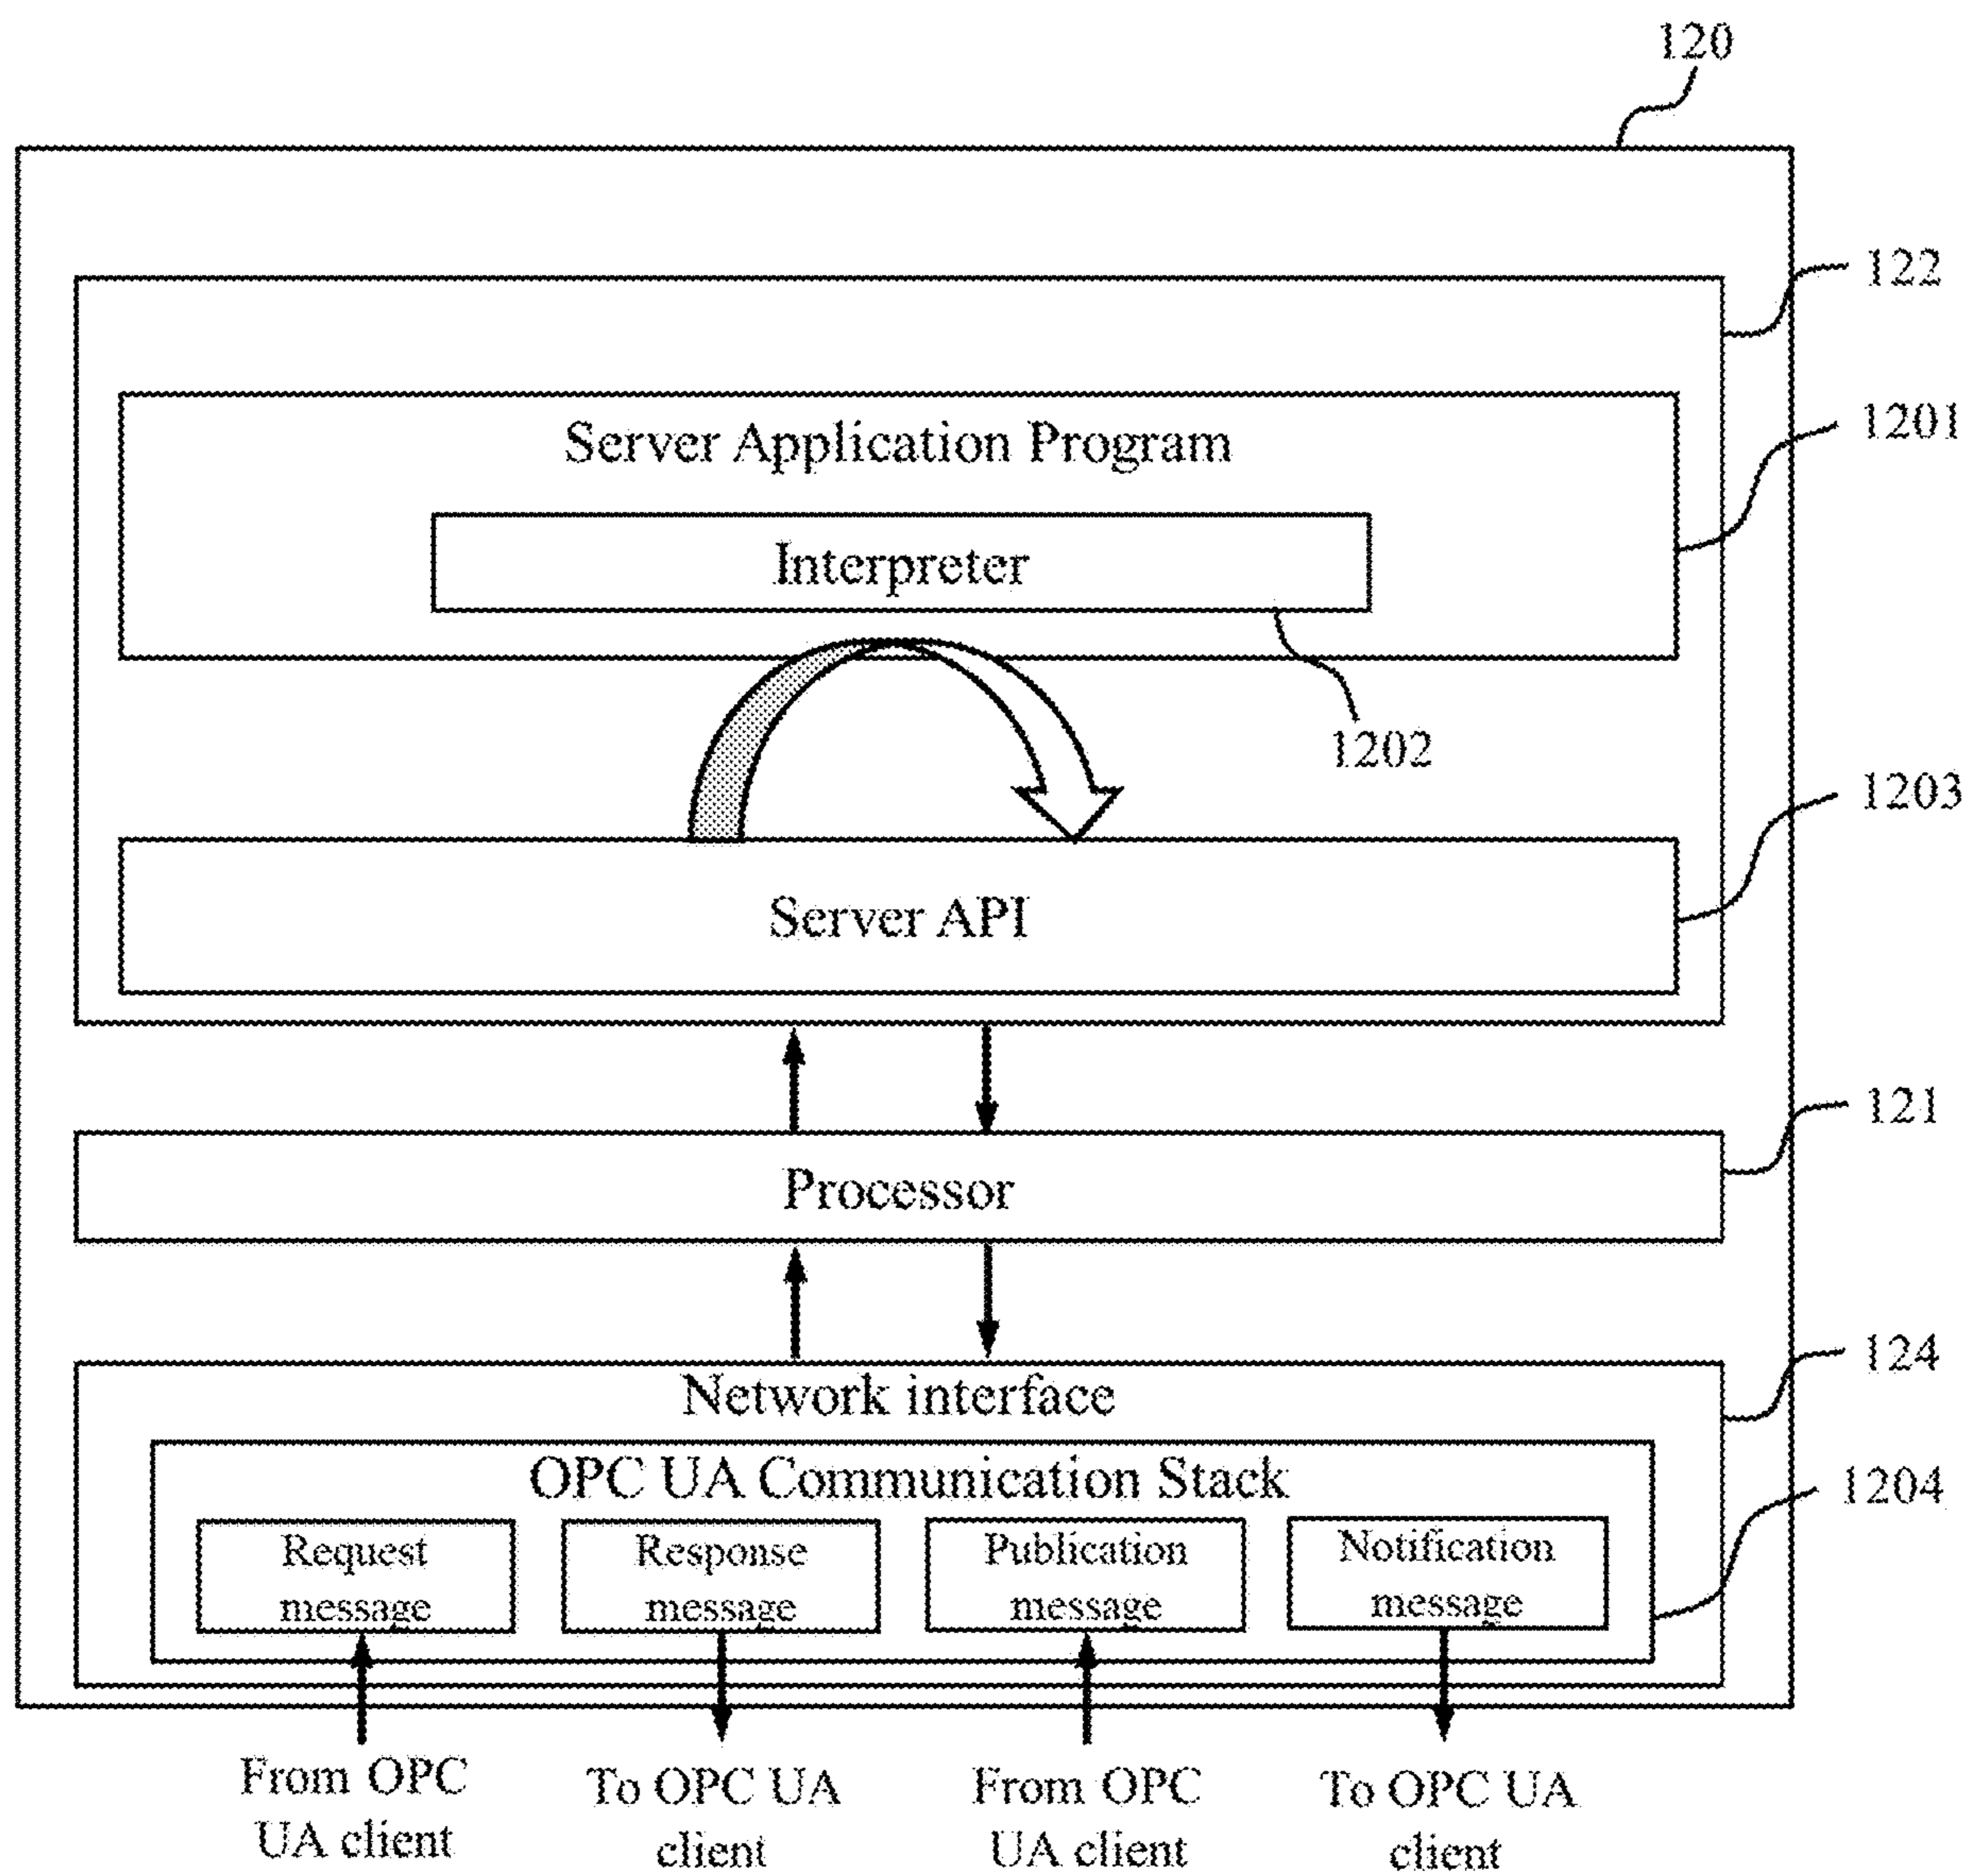 120
122
Server Application Program
1201
Interpreter
1202
1203
Server API
121
Processor
124
Network interface
OPC UA Communication Stack
1204
Request
message
Response
message
Publication
message
Notification
message
From OPC
UA client
To OPC UA
client
From OPC
UA client
To OPC UA
client